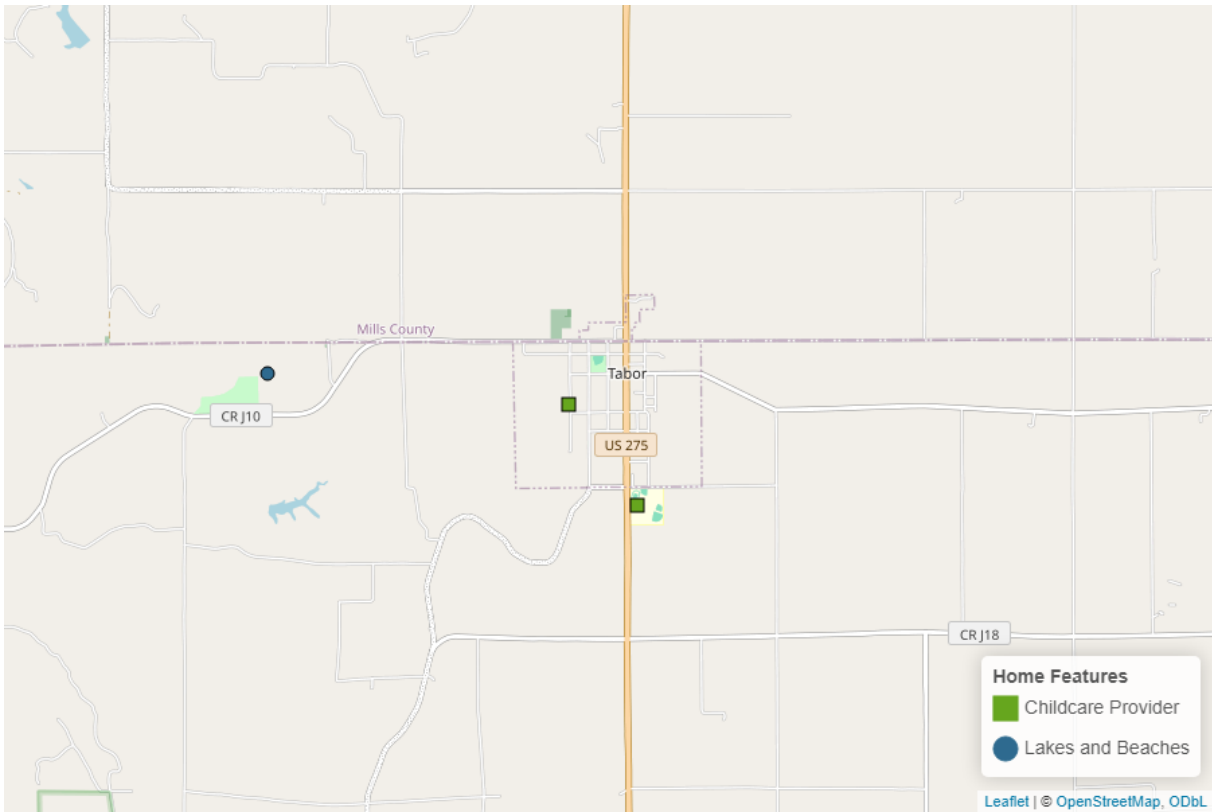 Mills County
Tabor
CR J10
US 275
CR J18
Home Features
Childcare Provider
Lakes and Beaches
Leaflet | © OpenStreetMap, ODbL